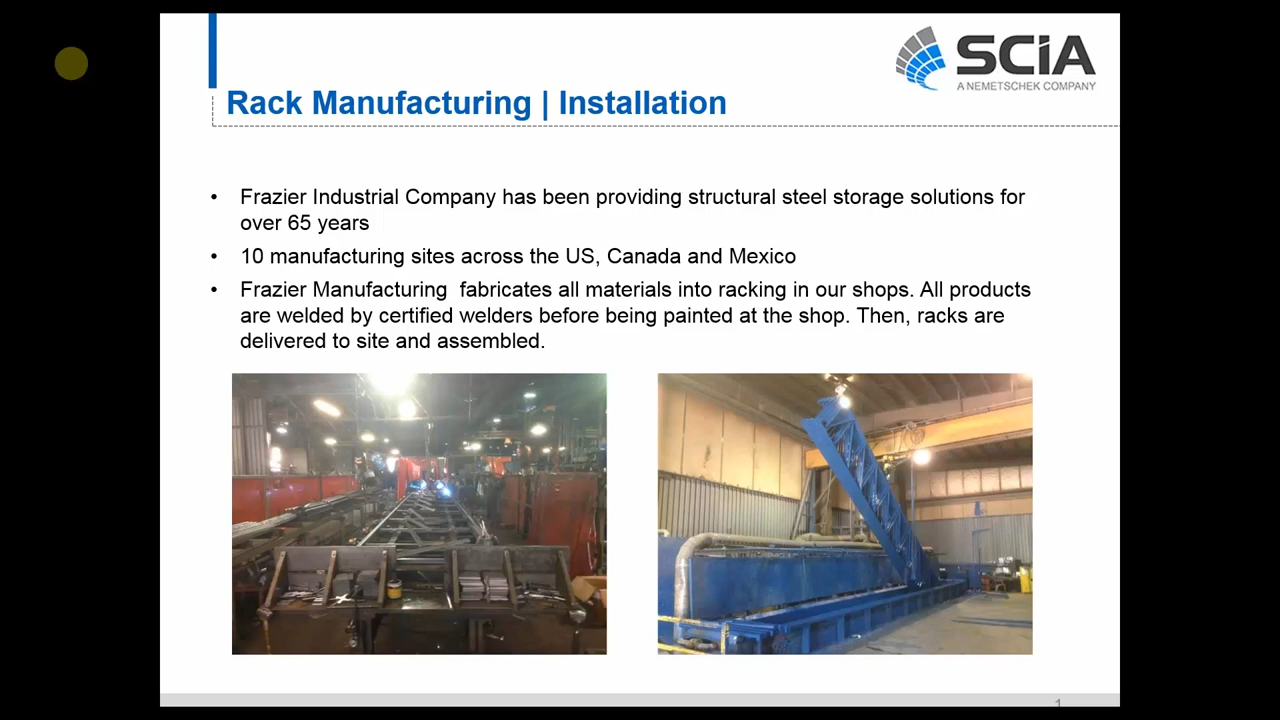 SCiA
A NEMETSCHEK COMPANY
Rack Manufacturing | Installation
• Frazier Industrial Company has been providing structural steel storage solutions for
over 65 years
• 10 manufacturing sites across the US, Canada and Mexico
• Frazier Manufacturing  fabricates all materials into racking in our shops. All products
are welded by certified welders before being painted at the shop. Then, racks are
delivered to site and assembled.